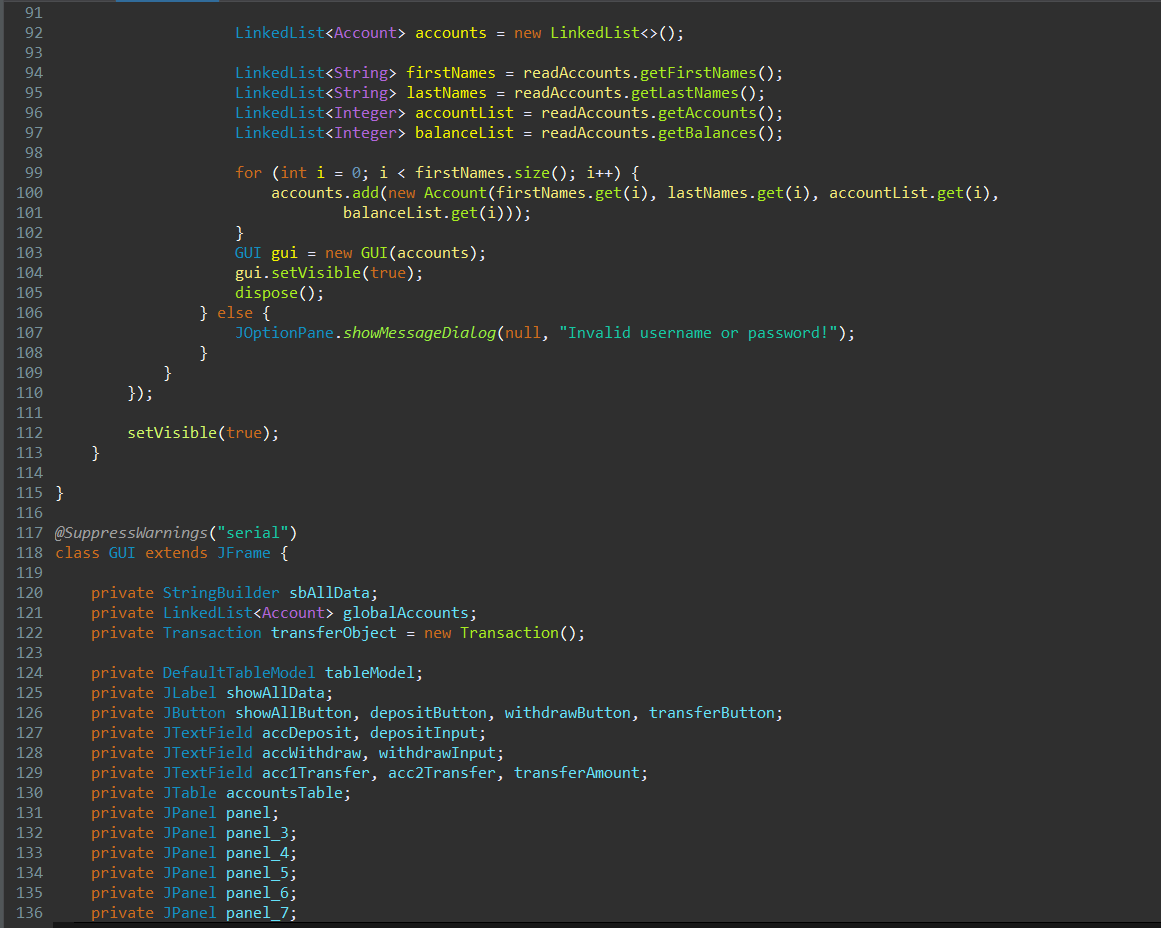 91
92 LinkedList<Account> accounts = new LinkedList<>();
93
94 LinkedList<String> firstNames = readAccounts.getFirstNames();
95 LinkedList<String> lastNames = readAccounts.getLastNames();
96 LinkedList<Integer> accountList = readAccounts.getAccounts();
97 LinkedList<Integer> balanceList = readAccounts.getBalances();
98
99 for (int i = 0; i < firstNames.size(); i++) {
100 accounts.add(new Account(firstNames.get(i), lastNames.get(i), accountList.get(i),
101 balanceList.get(i)));
102 }
103 GUI gui = new GUI(accounts);
104 gui.setVisible(true);
105 dispose();
106 } else {
107 JOptionPane.showMessageDialog(null, "Invalid username or password!");
108 }
109 }
110 });
111
112 setVisible(true);
113 }
114
115 }
116
117 @SuppressWarnings("serial")
118 class GUI extends JFrame {
119
120 private StringBuilder sbAllData;
121 private LinkedList<Account> globalAccounts;
122 private Transaction transferObject = new Transaction();
123
124 private DefaultTableModel tableModel;
125 private JLabel showAllData;
126 private JButton showAllButton, depositButton, withdrawButton, transferButton;
127 private JTextField accDeposit, depositInput;
128 private JTextField accWithdraw, withdrawInput;
129 private JTextField acc1Transfer, acc2Transfer, transferAmount;
130 private JTable accountsTable;
131 private JPanel panel;
132 private JPanel panel_3;
133 private JPanel panel_4;
134 private JPanel panel_5;
135 private JPanel panel_6;
136 private JPanel panel_7;